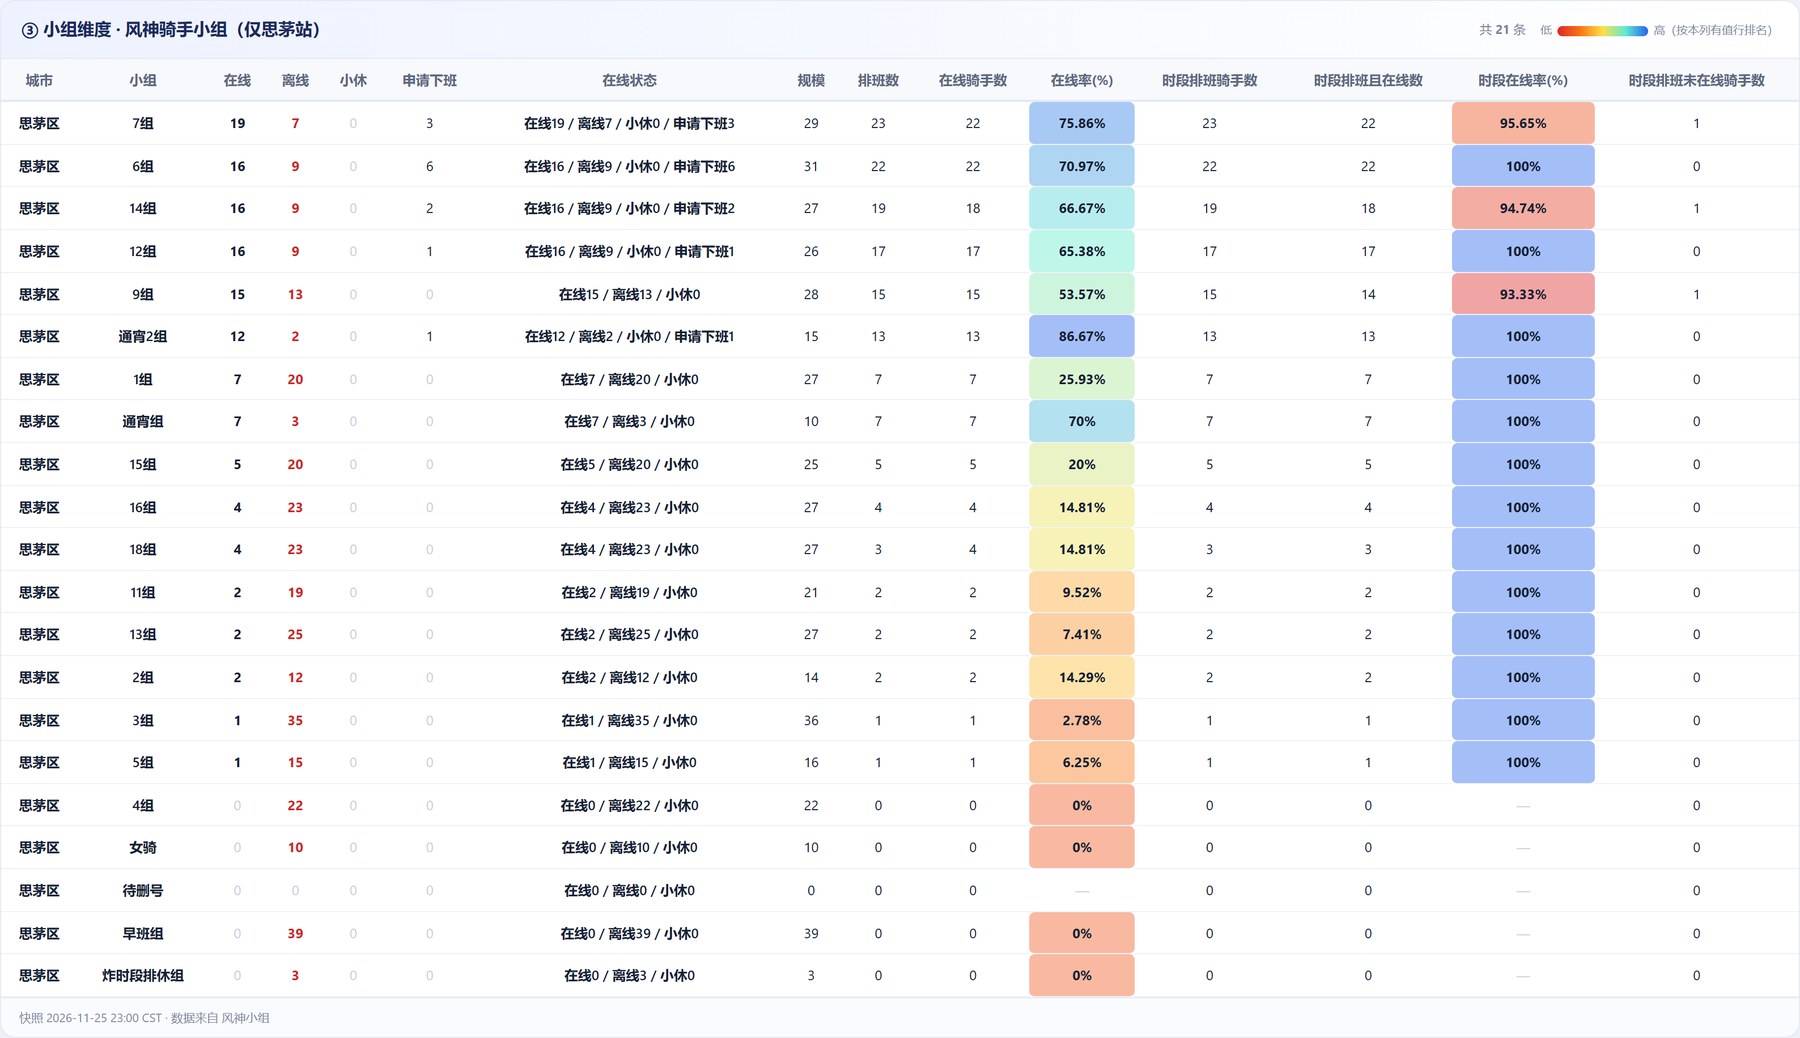 ③ 小组维度 · 风神骑手小组（仅思茅站） 共 21 条 低 高 (按本列有值行排名)
城市 小组 在线 离线 小休 申请下班 在线状态 规模 排班数 在线骑手数 在线率(%) 时段排班骑手数 时段排班且在线数 时段在线率(%) 时段排班未在线骑手数
思茅区 7组 19 7 0 3 在线19 / 离线7 / 小休0 / 申请下班3 29 23 22 75.86% 23 22 95.65% 1
思茅区 6组 16 9 0 6 在线16 / 离线9 / 小休0 / 申请下班6 31 22 22 70.97% 22 22 100% 0
思茅区 14组 16 9 0 2 在线16 / 离线9 / 小休0 / 申请下班2 27 19 18 66.67% 19 18 94.74% 1
思茅区 12组 16 9 0 1 在线16 / 离线9 / 小休0 / 申请下班1 26 17 17 65.38% 17 17 100% 0
思茅区 9组 15 13 0 0 在线15 / 离线13 / 小休0 28 15 15 53.57% 15 14 93.33% 1
思茅区 通宵2组 12 2 0 1 在线12 / 离线2 / 小休0 / 申请下班1 15 13 13 86.67% 13 13 100% 0
思茅区 1组 7 20 0 0 在线7 / 离线20 / 小休0 27 7 7 25.93% 7 7 100% 0
思茅区 通宵组 7 3 0 0 在线7 / 离线3 / 小休0 10 7 7 70% 7 7 100% 0
思茅区 15组 5 20 0 0 在线5 / 离线20 / 小休0 25 5 5 20% 5 5 100% 0
思茅区 16组 4 23 0 0 在线4 / 离线23 / 小休0 27 4 4 14.81% 4 4 100% 0
思茅区 18组 4 23 0 0 在线4 / 离线23 / 小休0 27 3 4 14.81% 3 3 100% 0
思茅区 11组 2 19 0 0 在线2 / 离线19 / 小休0 21 2 2 9.52% 2 2 100% 0
思茅区 13组 2 25 0 0 在线2 / 离线25 / 小休0 27 2 2 7.41% 2 2 100% 0
思茅区 2组 2 12 0 0 在线2 / 离线12 / 小休0 14 2 2 14.29% 2 2 100% 0
思茅区 3组 1 35 0 0 在线1 / 离线35 / 小休0 36 1 1 2.78% 1 1 100% 0
思茅区 5组 1 15 0 0 在线1 / 离线15 / 小休0 16 1 1 6.25% 1 1 100% 0
思茅区 4组 0 22 0 0 在线0 / 离线22 / 小休0 22 0 0 0% 0 0 — 0
思茅区 女骑 0 10 0 0 在线0 / 离线10 / 小休0 10 0 0 0% 0 0 — 0
思茅区 待删号 0 0 0 0 在线0 / 离线0 / 小休0 0 0 0 — 0 0 — 0
思茅区 早班组 0 39 0 0 在线0 / 离线39 / 小休0 39 0 0 0% 0 0 — 0
思茅区 炸时段排休组 0 3 0 0 在线0 / 离线3 / 小休0 3 0 0 0% 0 0 — 0
快照 2026-11-25 23:00 CST · 数据来自 风神小组